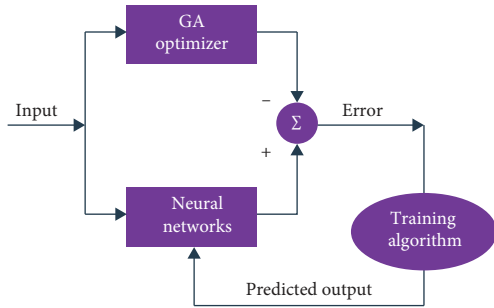 GA
optimizer
Input
−
Σ
Error
+
Neural
networks
Training
algorithm
Predicted output